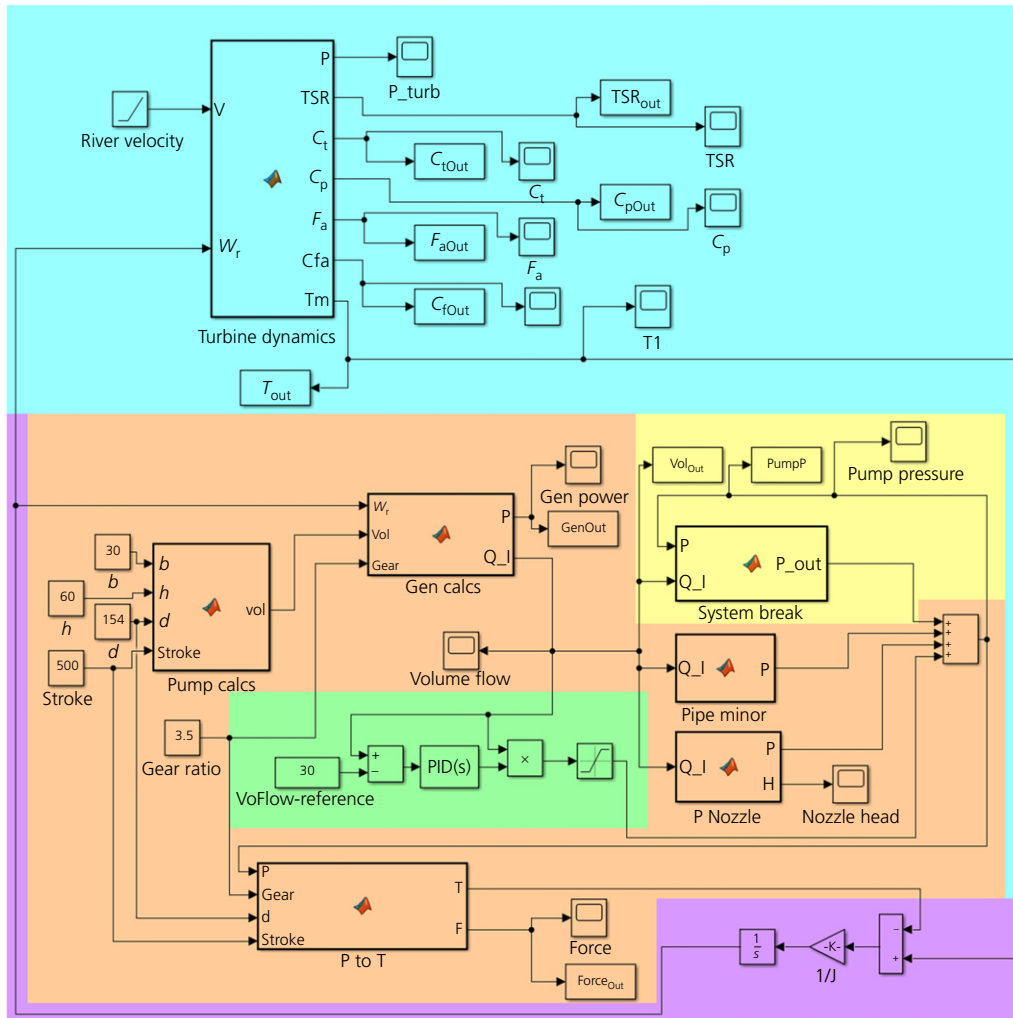 P
P_turb
TSR
TSRout
V
TSR
River velocity
Ct
CtOut
Ct
Cp
CpOut
Cp
Fa
FaOut
Fa
Wr
Cfa
CfOut
Tm
T1
Turbine dynamics
Tout
VolOut
PumpP
Pump pressure
Gen power
Wr
P
GenOut
Vol
Gear
Q_I
Gen calcs
P
P_out
Q_I
System break
30
b
b
60
h
h
154
d
d
vol
500
Stroke
Stroke
Pump calcs
Volume flow
+
+
+
+
Q_I
P
Pipe minor
3.5
Gear ratio
+
−
PID(s)
×
30
VoFlow-reference
Q_I
P
H
P Nozzle
Nozzle head
P
Gear
d
Stroke
T
F
P to T
Force
ForceOut
1
s
-K-
1/J
−
+